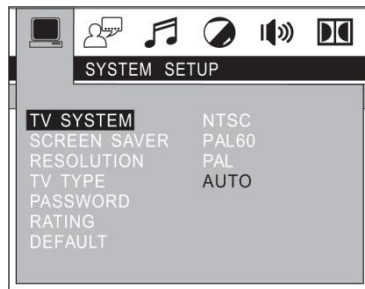 SYSTEM SETUP
TV SYSTEM NTSC
SCREEN SAVER PAL60
RESOLUTION PAL
TV TYPE AUTO
PASSWORD
RATING
DEFAULT